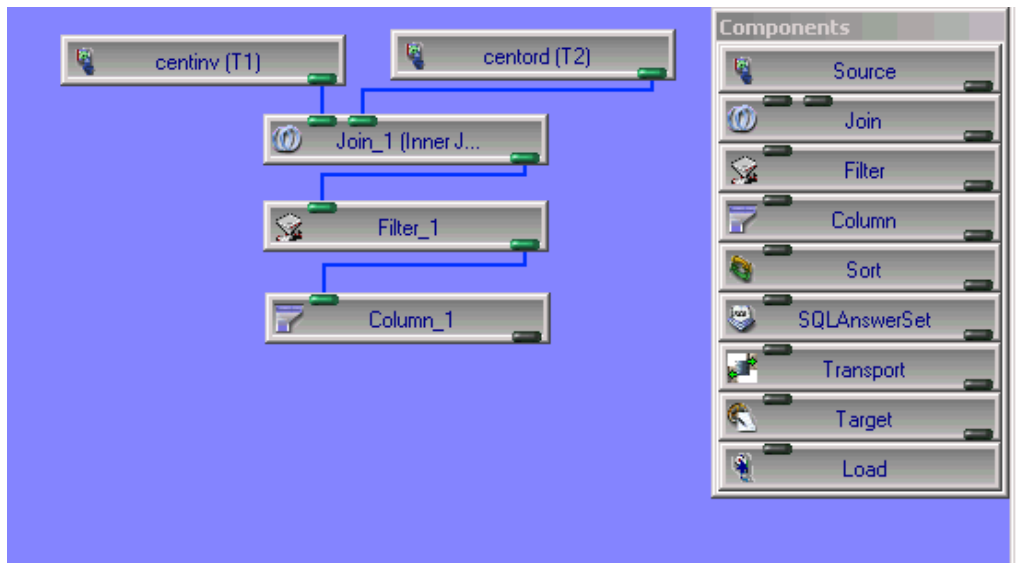 centinv (T1)
centord (T2)
Join_1 (Inner J...
Filter_1
Column_1
Components
Source
Join
Filter
Column
Sort
SQLAnswerSet
Transport
Target
Load